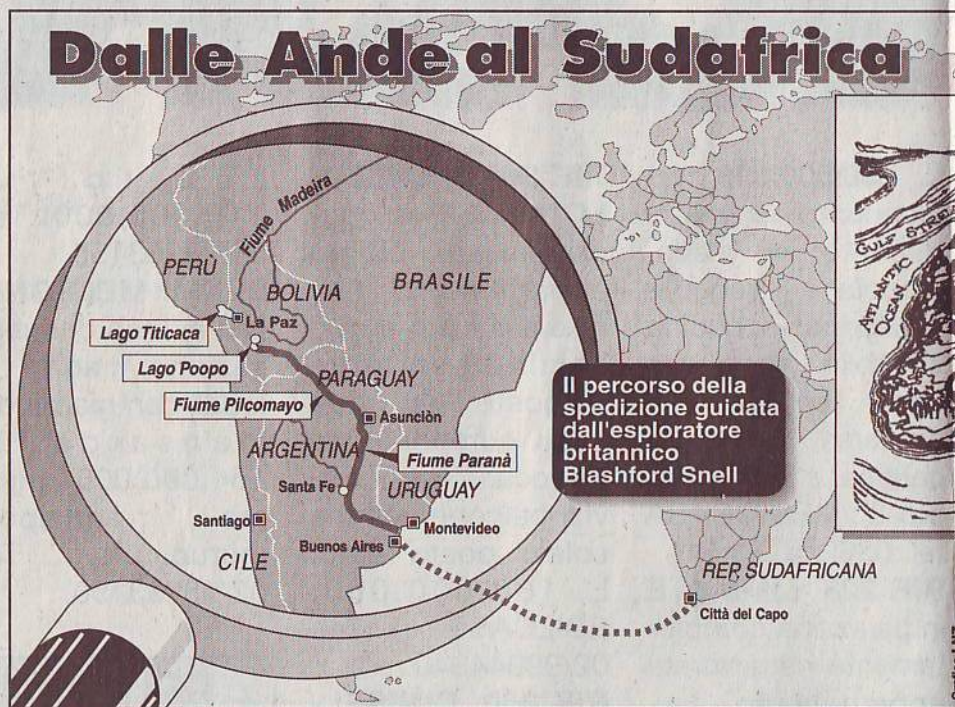 Dalle Ande al Sudafrica
Fiume Madeira
PERÙ
BOLIVIA
BRASILE
Lago Titicaca
La Paz
Lago Poopo
PARAGUAY
Fiume Pilcomayo
Asunciòn
ARGENTINA
Fiume Paranà
Santa Fe
URUGUAY
Santiago
Montevideo
Buenos Aires
CILE
Il percorso della
spedizione guidata
dall'esploratore
britannico
Blashford Snell
REP. SUDAFRICANA
Città del Capo
GULF STRE
ATLANTIC
OCEAN